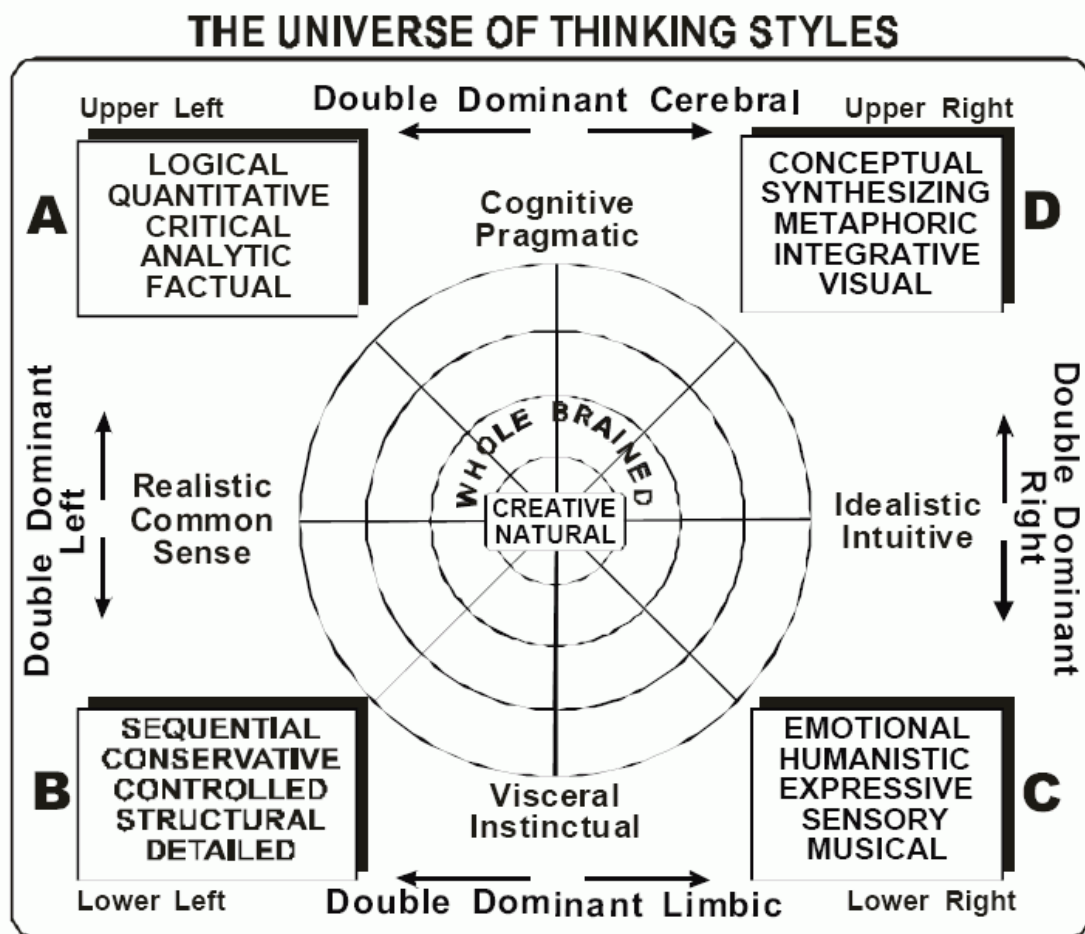 THE UNIVERSE OF THINKING STYLES
Upper Left
Double Dominant Cerebral
Upper Right
A
LOGICAL
QUANTITATIVE
CRITICAL
ANALYTIC
FACTUAL
Cognitive
Pragmatic
CONCEPTUAL
SYNTHESIZING
METAPHORIC
INTEGRATIVE
VISUAL
D
Double Dominant
Left
Realistic
Common
Sense
WHOLE BRAINED
CREATIVE
NATURAL
Idealistic
Intuitive
Double Dominant
Right
B
SEQUENTIAL
CONSERVATIVE
CONTROLLED
STRUCTURAL
DETAILED
Visceral
Instinctual
EMOTIONAL
HUMANISTIC
EXPRESSIVE
SENSORY
MUSICAL
C
Lower Left
Double Dominant Limbic
Lower Right